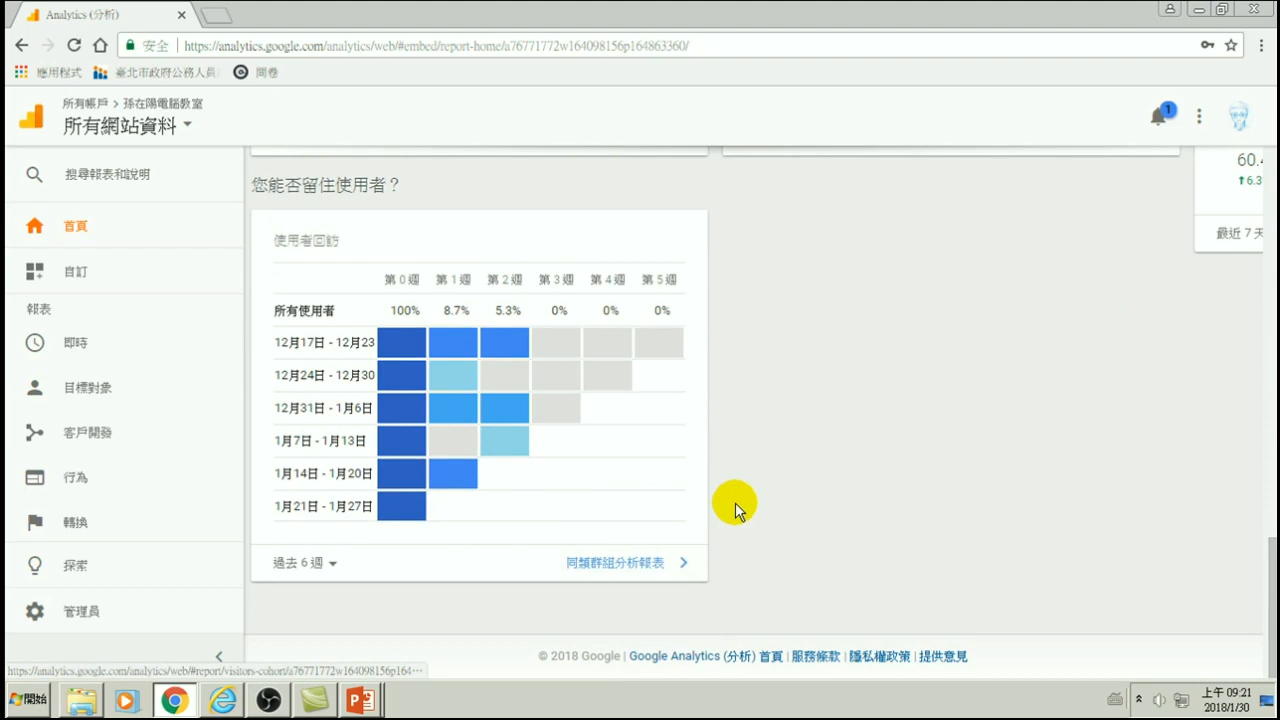 Analytics (分析)
安全 https://analytics.google.com/analytics/web/#embed/report-home/a76771772w164098156p164863360/
應用程式 臺北市政府公務人員 問卷
所有帳戶 > 孫在陽電腦教室
所有網站資料
1
搜尋報表和說明
首頁
自訂
報表
即時
目標對象
客戶開發
行為
轉換
探索
管理員
您能否留住使用者？
使用者回訪
第 0 週 第 1 週 第 2 週 第 3 週 第 4 週 第 5 週
所有使用者 100% 8.7% 5.3% 0% 0% 0%
12月17日 - 12月23
12月24日 - 12月30
12月31日 - 1月6日
1月7日 - 1月13日
1月14日 - 1月20日
1月21日 - 1月27日
過去 6 週 同類群組分析報表
60.
6.3
最近 7 天
© 2018 Google | Google Analytics (分析) 首頁 | 服務條款 | 隱私權政策 | 提供意見
https://analytics.google.com/analytics/web/#report/visitors-cohort/a76771772w164098156p164…
開始
上午 09:21
2018/1/30